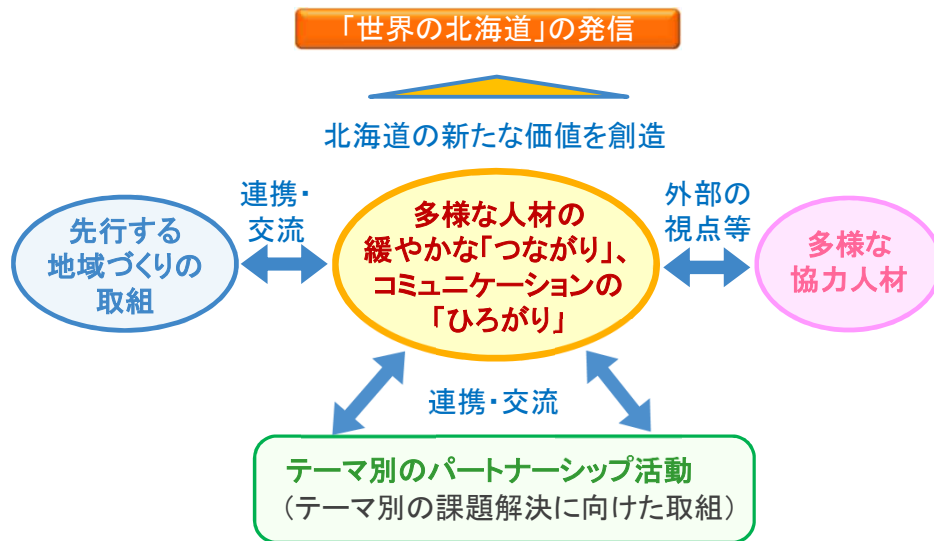 「世界の北海道」の発信
北海道の新たな価値を創造
連携・
交流
外部の
視点等
先行する
地域づくりの
取組
多様な人材の
緩やかな「つながり」、
コミュニケーションの
「ひろがり」
多様な
協力人材
連携・交流
テーマ別のパートナーシップ活動
（テーマ別の課題解決に向けた取組）